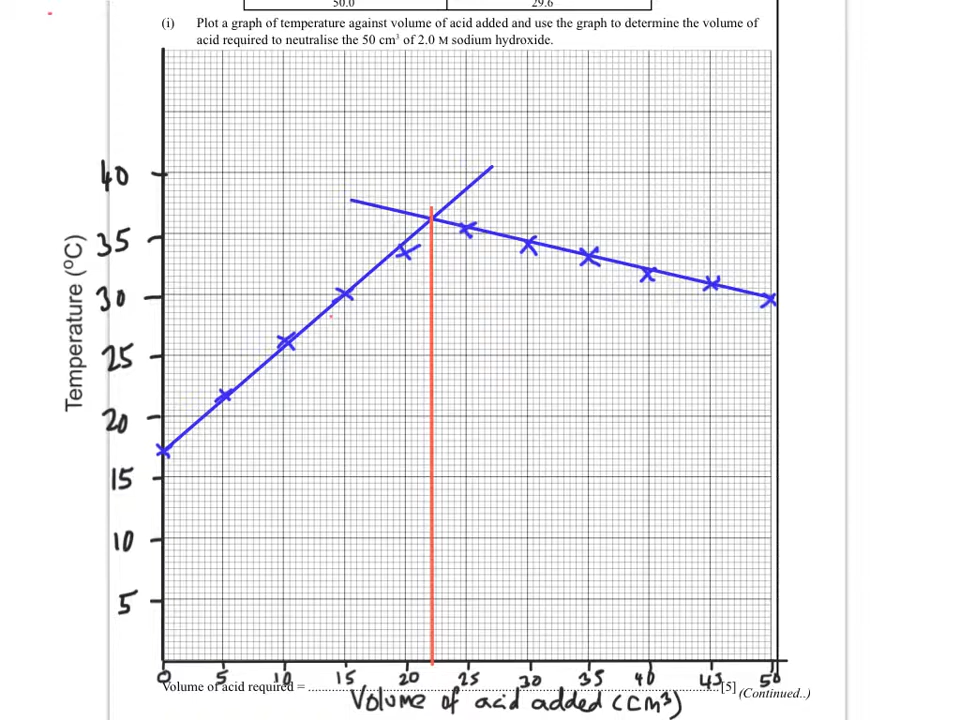 50.0 29.6
(i) Plot a graph of temperature against volume of acid added and use the graph to determine the volume of
acid required to neutralise the 50 cm³ of 2.0 M sodium hydroxide.
40
35
30
25
20
15
10
5
Temperature (°C)
0 5 10 15 20 25 30 35 40 45 50
Volume of acid required = ........ [5] (Continued..)
Volume of acid added (cm³)